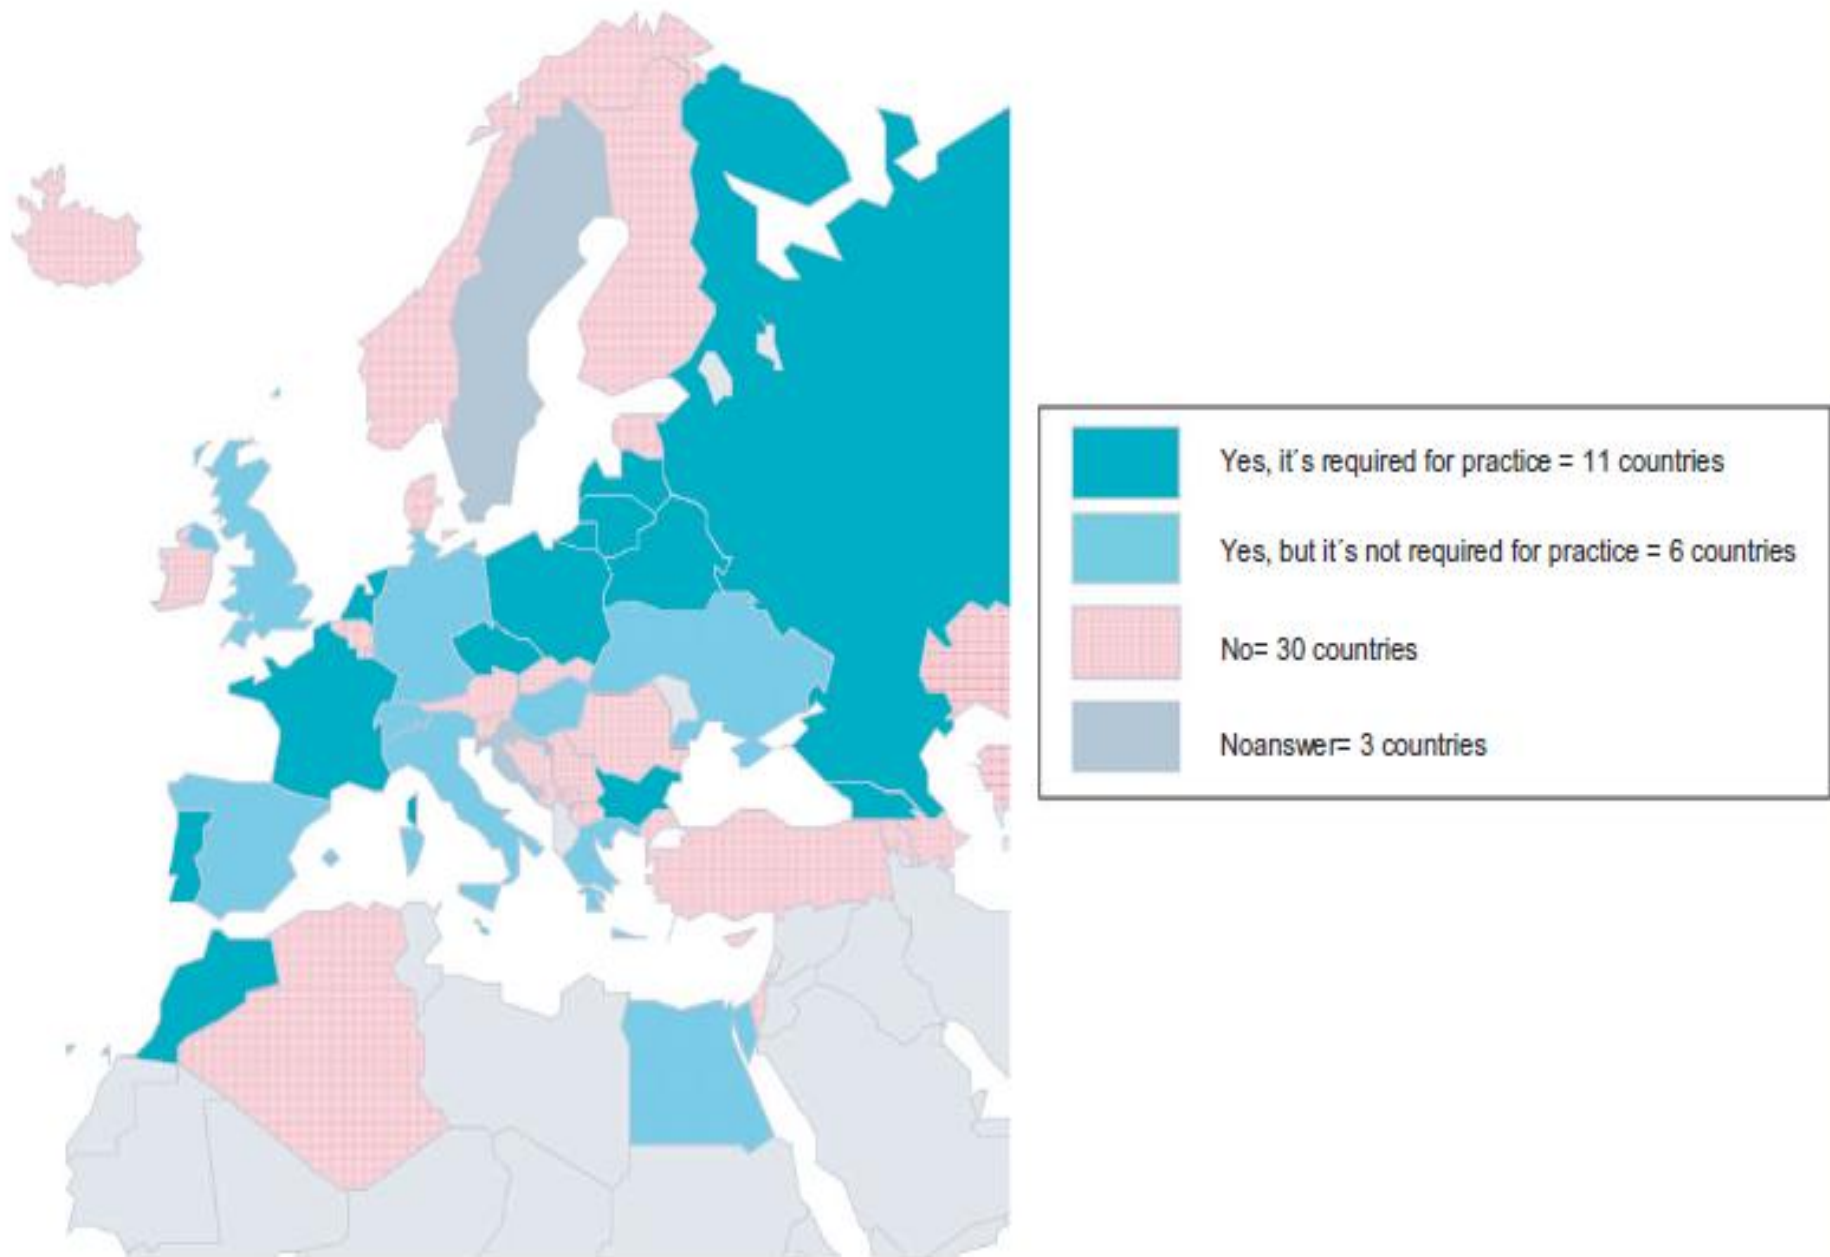 Yes, it´s required for practice = 11 countries
Yes, but it´s not required for practice = 6 countries
No= 30 countries
Noanswer= 3 countries